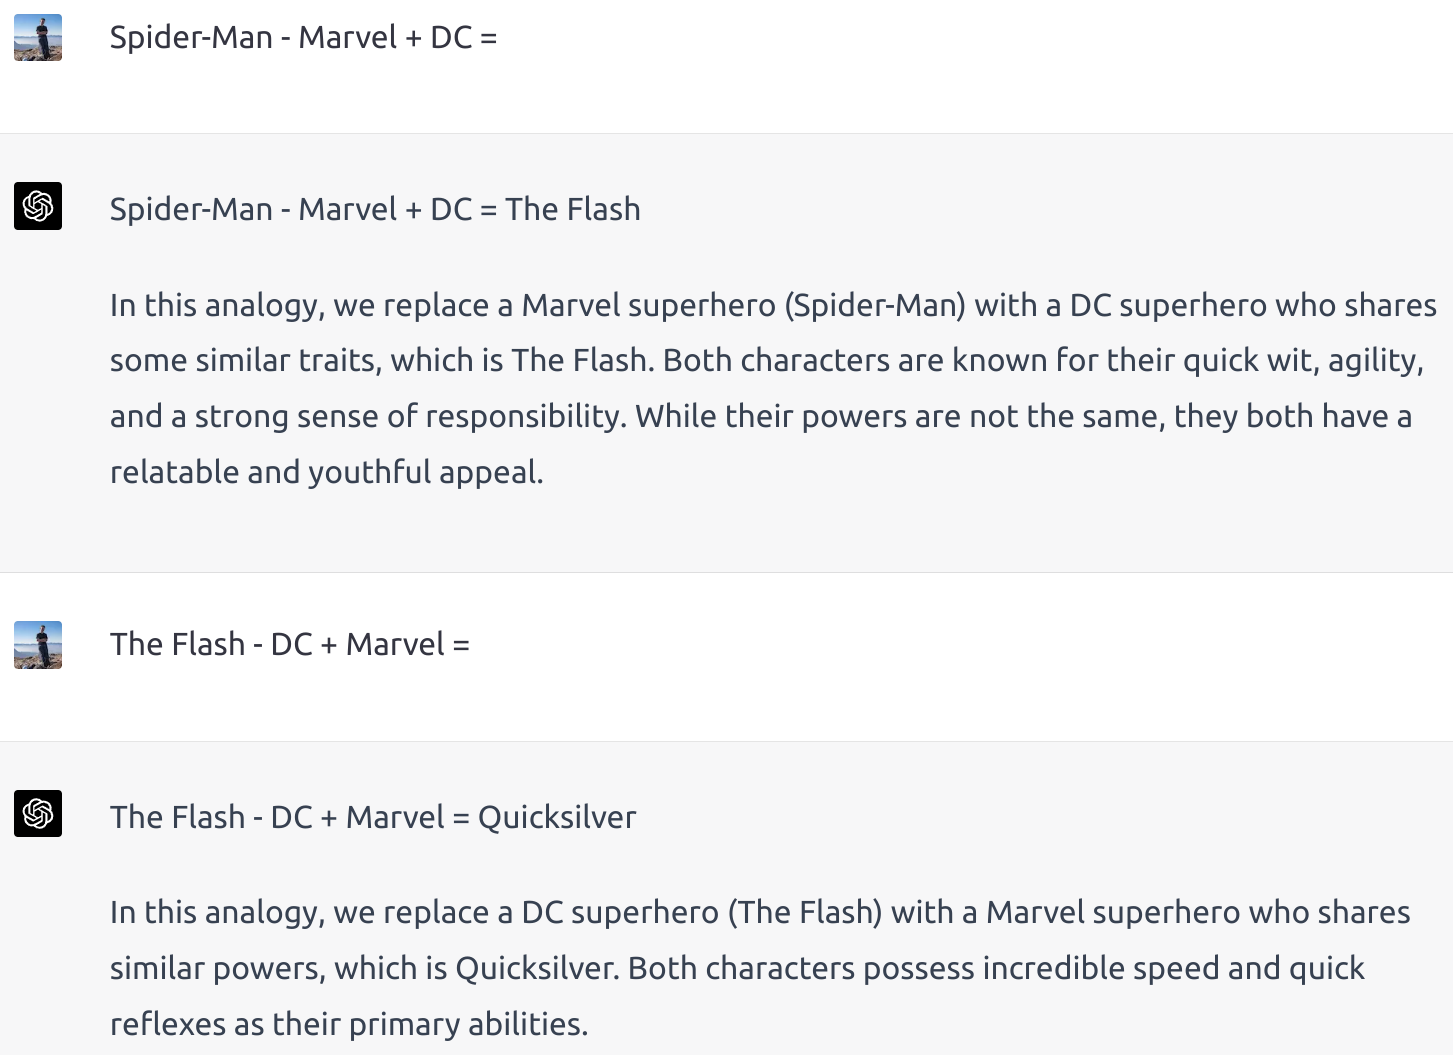 Spider-Man - Marvel + DC =
Spider-Man - Marvel + DC = The Flash
In this analogy, we replace a Marvel superhero (Spider-Man) with a DC superhero who shares
some similar traits, which is The Flash. Both characters are known for their quick wit, agility,
and a strong sense of responsibility. While their powers are not the same, they both have a
relatable and youthful appeal.
The Flash - DC + Marvel =
The Flash - DC + Marvel = Quicksilver
In this analogy, we replace a DC superhero (The Flash) with a Marvel superhero who shares
similar powers, which is Quicksilver. Both characters possess incredible speed and quick
reflexes as their primary abilities.